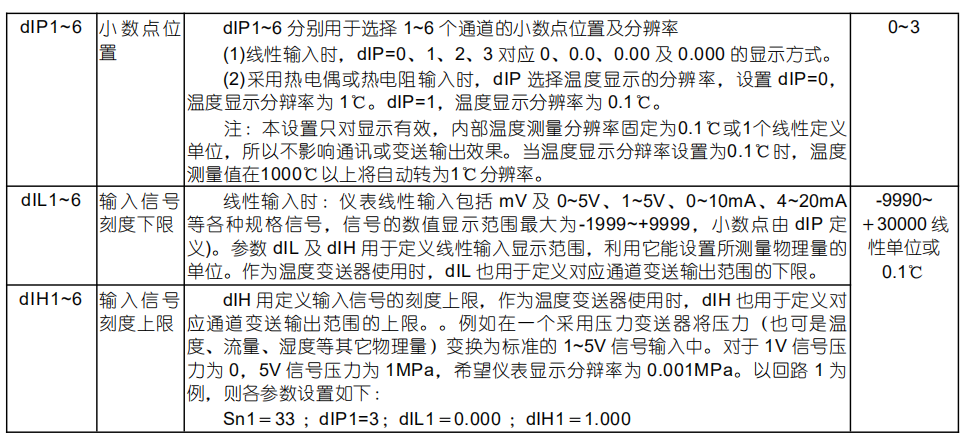 dIP1~6 小数点位置 dIP1~6 分别用于选择 1~6 个通道的小数点位置及分辨率 0~3
(1)线性输入时，dIP=0、1、2、3 对应 0、0.0、0.00 及 0.000 的显示方式。
(2)采用热电偶或热电阻输入时，dIP 选择温度显示的分辨率，设置 dIP=0，
温度显示分辩率为 1℃。dIP=1，温度显示分辨率为 0.1℃。
注：本设置只对显示有效，内部温度测量分辨率固定为0.1℃或1个线性定义
单位，所以不影响通讯或变送输出效果。当温度显示分辩率设置为0.1℃时，温度
测量值在1000℃以上将自动转为1℃分辨率。
dIL1~6 输入信号刻度下限 线性输入时：仪表线性输入包括 mV 及 0~5V、1~5V、0~10mA、4~20mA
等各种规格信号，信号的数值显示范围最大为-1999~+9999，小数点由 dIP 定
义)。参数 dIL 及 dIH 用于定义线性输入显示范围，利用它能设置所测量物理量的
单位。作为温度变送器使用时，dIL 也用于定义对应通道变送输出范围的下限。
-9990~
＋30000 线
性单位或
0.1℃
dIH1~6 输入信号刻度上限 dIH 用定义输入信号的刻度上限，作为温度变送器使用时，dIH 也用于定义对
应通道变送输出范围的上限。。例如在一个采用压力变送器将压力（也可是温
度、流量、湿度等其它物理量）变换为标准的 1~5V 信号输入中。对于 1V 信号压
力为 0，5V 信号压力为 1MPa，希望仪表显示分辩率为 0.001MPa。以回路 1 为
例，则各参数设置如下：
Sn1＝33 ；dIP1=3；dIL1＝0.000 ；dIH1＝1.000